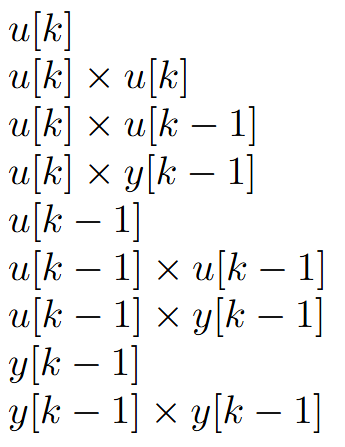 u[k]
u[k] × u[k]
u[k] × u[k − 1]
u[k] × y[k − 1]
u[k − 1]
u[k − 1] × u[k − 1]
u[k − 1] × y[k − 1]
y[k − 1]
y[k − 1] × y[k − 1]